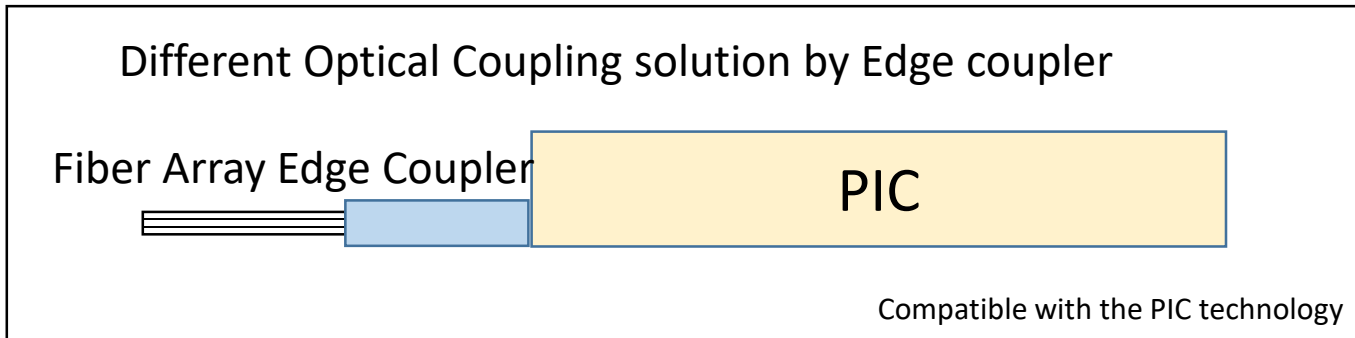 Different Optical Coupling solution by Edge coupler
Fiber Array Edge Coupler
PIC
Compatible with the PIC technology